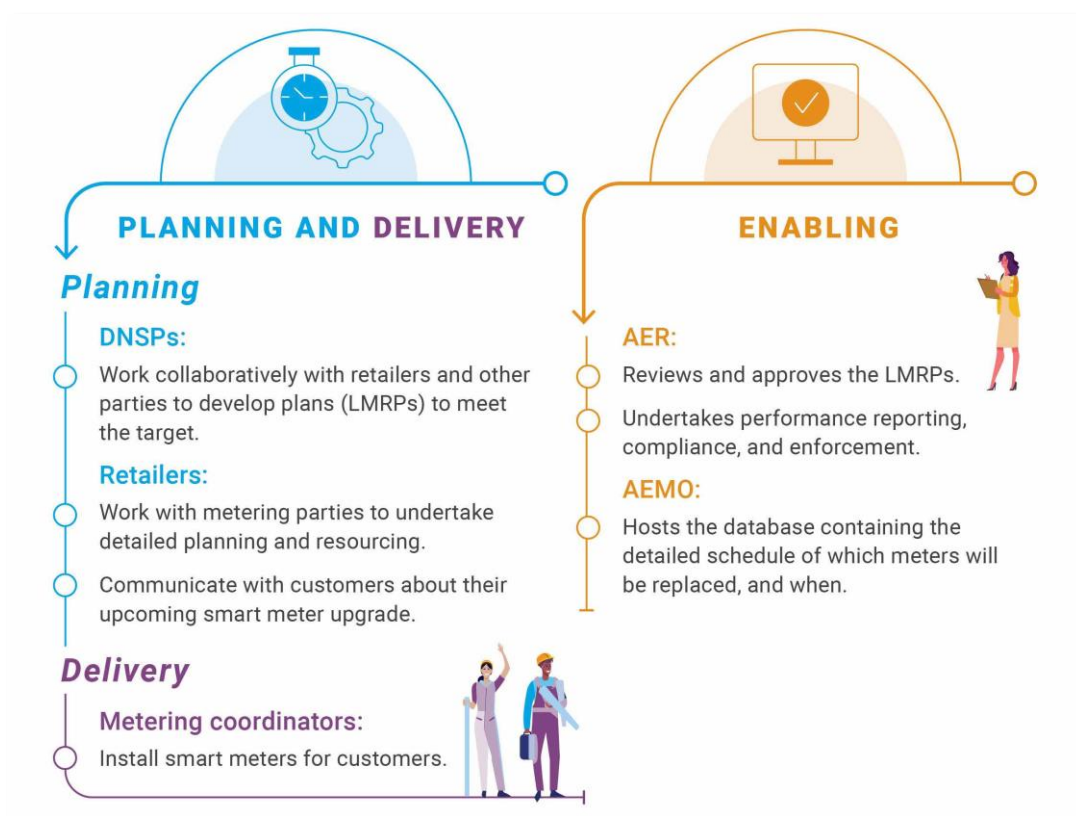 PLANNING AND DELIVERY
Planning
DNSPs:
Work collaboratively with retailers and other
parties to develop plans (LMRPs) to meet
the target.
Retailers:
Work with metering parties to undertake
detailed planning and resourcing.
Communicate with customers about their
upcoming smart meter upgrade.
Delivery
Metering coordinators:
Install smart meters for customers.
ENABLING
AER:
Reviews and approves the LMRPs.
Undertakes performance reporting,
compliance, and enforcement.
AEMO:
Hosts the database containing the
detailed schedule of which meters will
be replaced, and when.